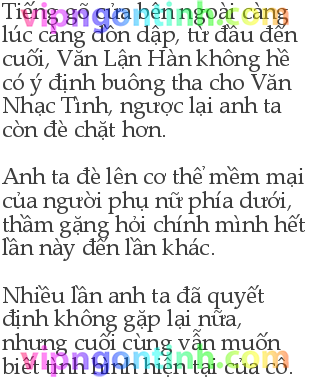 Tiếng gõ cửa bên ngoài càng
lúc càng dồn dập, từ đầu đến
cuối, Văn Lận Hàn không hề
có ý định buông tha cho Văn
Nhạc Tình, ngược lại anh ta
còn đè chặt hơn.
Anh ta đè lên cơ thể mềm mại
của người phụ nữ phía dưới,
thầm gặng hỏi chính mình hết
lần này đến lần khác.
Nhiều lần anh ta đã quyết
định không gặp lại nữa,
nhưng cuối cùng vẫn muốn
biết tình hình hiện tại của cô.
vipngontinh.com
vipngontinh.com